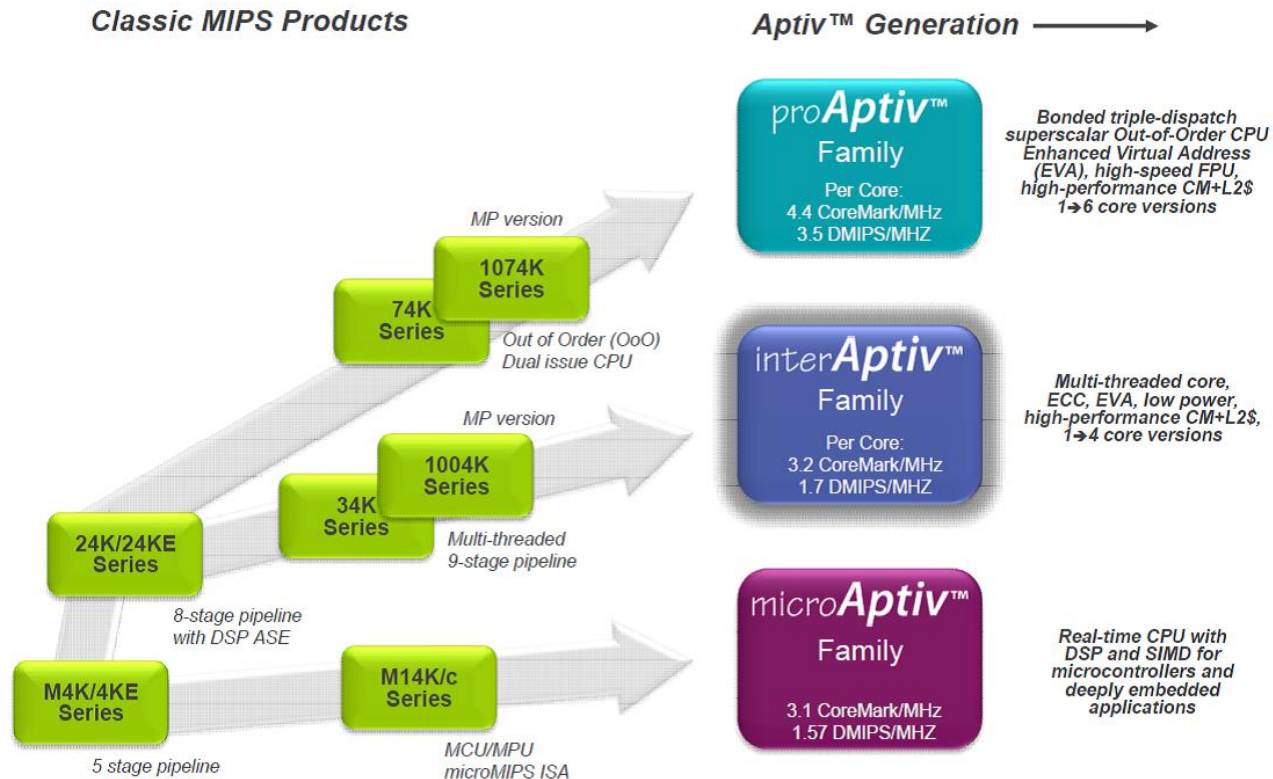 Classic MIPS Products
Aptiv™ Generation
proAptiv™
Family
Per Core:
4.4 CoreMark/MHz
3.5 DMIPS/MHZ
Bonded triple-dispatch
superscalar Out-of-Order CPU
Enhanced Virtual Address
(EVA), high-speed FPU,
high-performance CM+L2$
1➔6 core versions
MP version
1074K
Series
74K
Series
Out of Order (OoO)
Dual issue CPU
interAptiv™
Family
Per Core:
3.2 CoreMark/MHz
1.7 DMIPS/MHZ
Multi-threaded core,
ECC, EVA, low power,
high-performance CM+L2$,
1➔4 core versions
MP version
1004K
Series
34K
Series
Multi-threaded
9-stage pipeline
24K/24KE
Series
8-stage pipeline
with DSP ASE
microAptiv™
Family
3.1 CoreMark/MHz
1.57 DMIPS/MHZ
Real-time CPU with
DSP and SIMD for
microcontrollers and
deeply embedded
applications
M4K/4KE
Series
5 stage pipeline
M14K/c
Series
MCU/MPU
microMIPS ISA